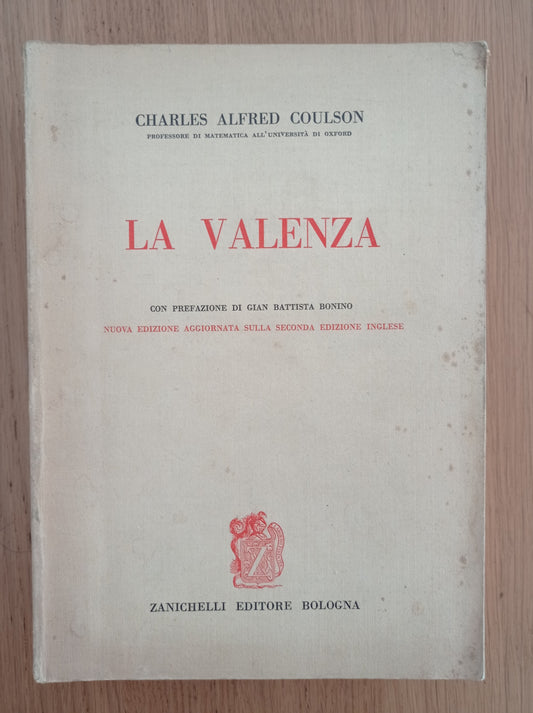 CHARLES ALFRED COULSON
PROFESSORE DI MATEMATICA ALL'UNIVERSITÀ DI OXFORD
LA VALENZA
CON PREFAZIONE DI GIAN BATTISTA BONINO
NUOVA EDIZIONE AGGIORNATA SULLA SECONDA EDIZIONE INGLESE
Z
ZANICHELLI EDITORE BOLOGNA